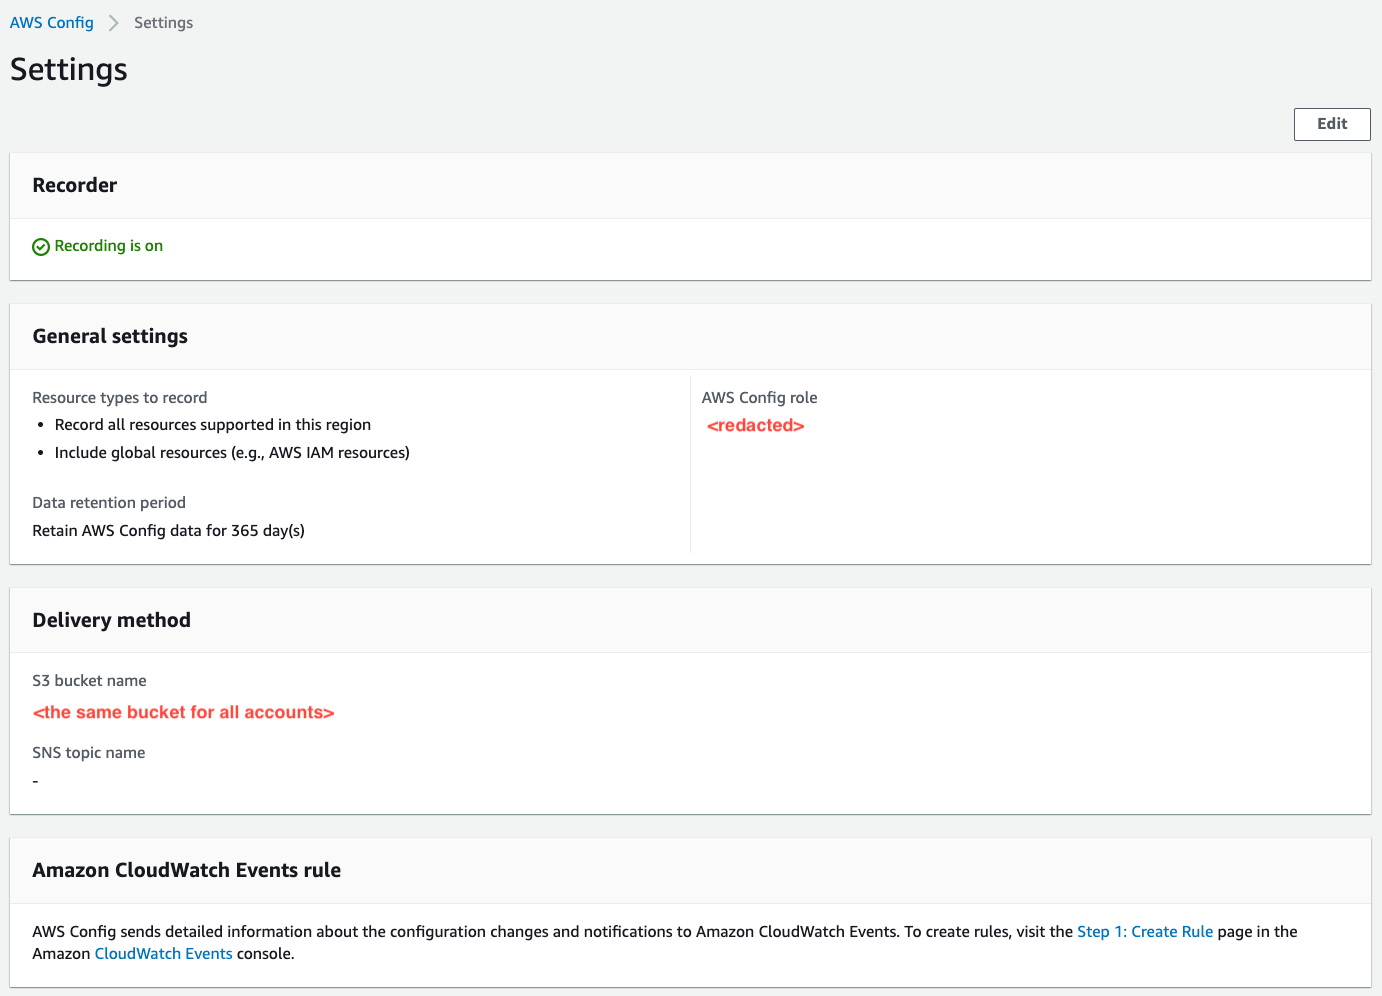 AWS Config > Settings
Settings
Edit
Recorder
Recording is on
General settings
Resource types to record
• Record all resources supported in this region
• Include global resources (e.g., AWS IAM resources)
Data retention period
Retain AWS Config data for 365 day(s)
AWS Config role
<redacted>
Delivery method
S3 bucket name
<the same bucket for all accounts>
SNS topic name
-
Amazon CloudWatch Events rule
AWS Config sends detailed information about the configuration changes and notifications to Amazon CloudWatch Events. To create rules, visit the Step 1: Create Rule page in the
Amazon CloudWatch Events console.